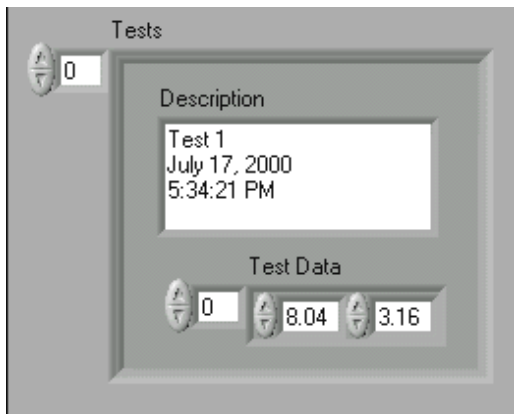 Tests
0
Description
Test 1
July 17, 2000
5:34:21 PM
Test Data
0 8.04 3.16